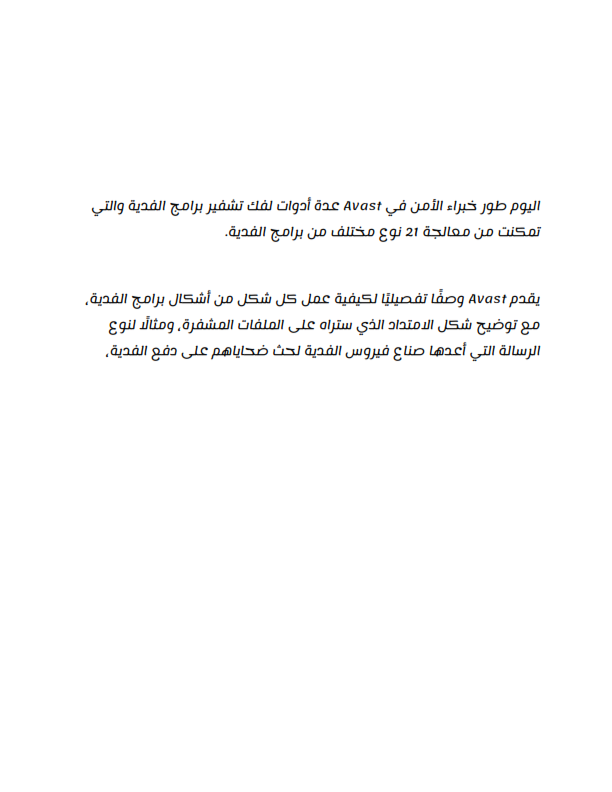 اليوم طور خبراء الأمن في Avast عدة أدوات لفك تشفير برامج الفدية والتي
تمكنت من معالجة 21 نوع مختلف من برامج الفدية.
يقدم Avast وصفًا تفصيليًا لكيفية عمل كل شكل من أشكال برامج الفدية،
مع توضيح شكل الامتداد الذي ستراه على الملفات المشفرة، ومثالًا لنوع
الرسالة التي أعدها صناع فيروس الفدية لحث ضحاياهم على دفع الفدية،